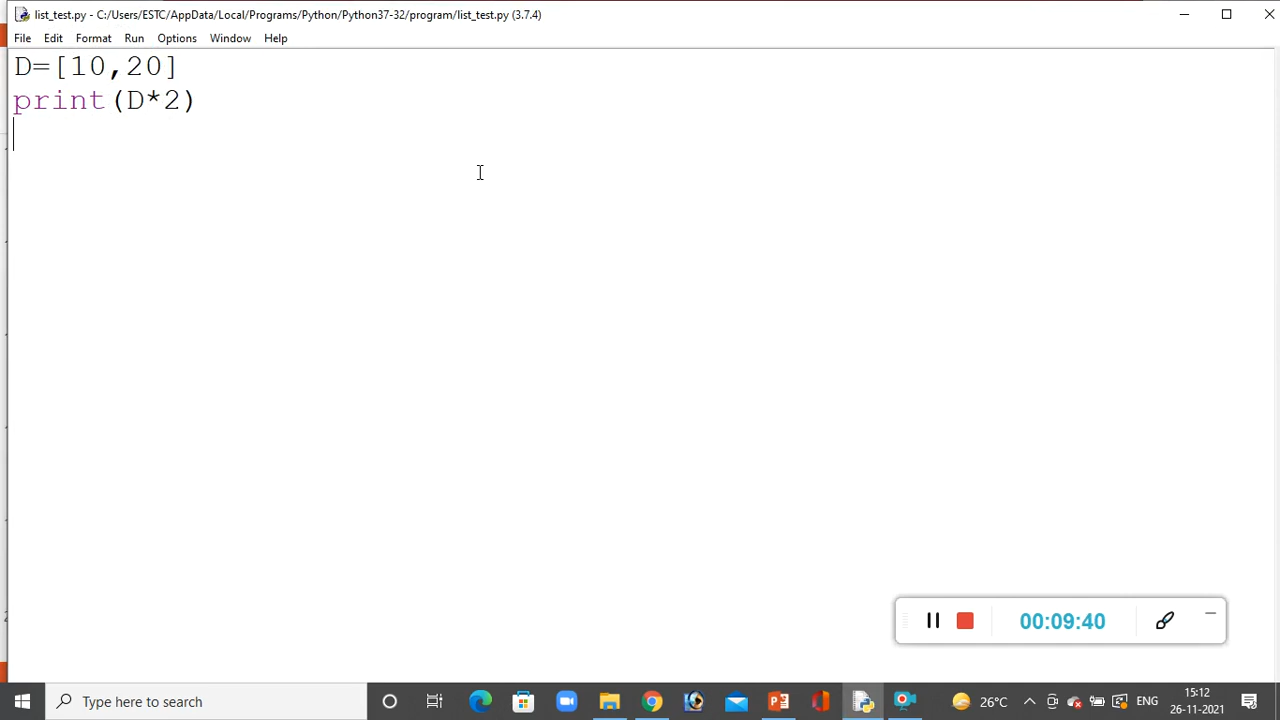 list_test.py - C:/Users/ESTC/AppData/Local/Programs/Python/Python37-32/program/list_test.py (3.7.4)
File Edit Format Run Options Window Help
D=[10,20]
print(D*2)
00:09:40
Type here to search
26°C
ENG
15:12
26-11-2021